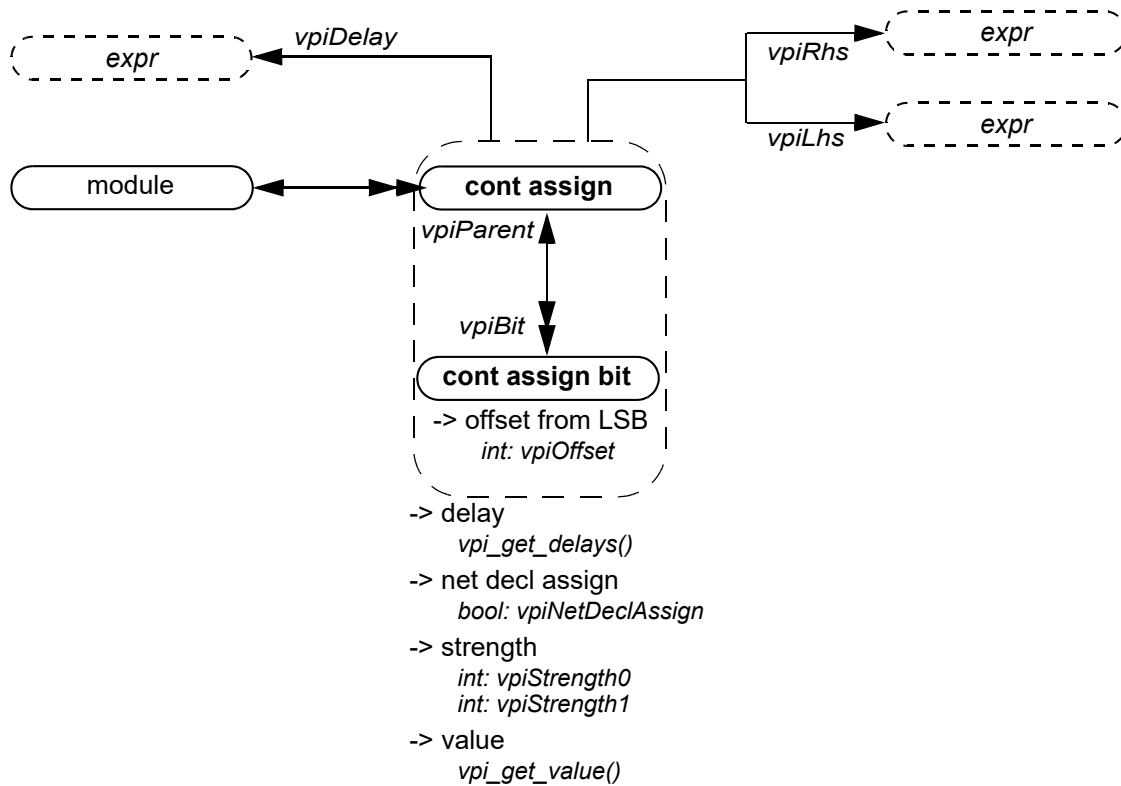 vpiDelay
expr
expr
vpiRhs
expr
vpiLhs
module
cont assign
vpiParent
vpiBit
cont assign bit
-> offset from LSB
int: vpiOffset
-> delay
vpi_get_delays()
-> net decl assign
bool: vpiNetDeclAssign
-> strength
int: vpiStrength0
int: vpiStrength1
-> value
vpi_get_value()